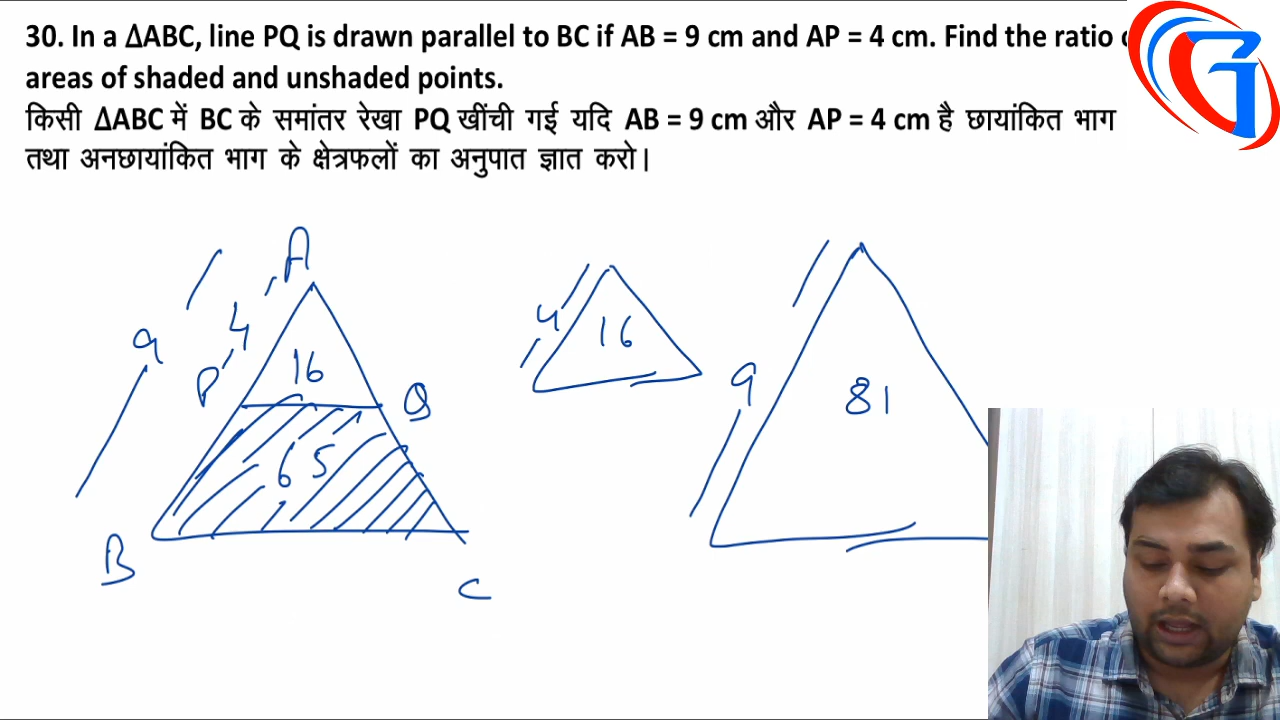 30. In a ΔABC, line PQ is drawn parallel to BC if AB = 9 cm and AP = 4 cm. Find the ratio
areas of shaded and unshaded points.
किसी ΔABC में BC के समांतर रेखा PQ खींची गई यदि AB = 9 cm और AP = 4 cm है छायांकित भाग
तथा अनछायांकित भाग के क्षेत्रफलों का अनुपात ज्ञात करो।
A
4
9
P
16
Q
65
B
C
4
16
9
81